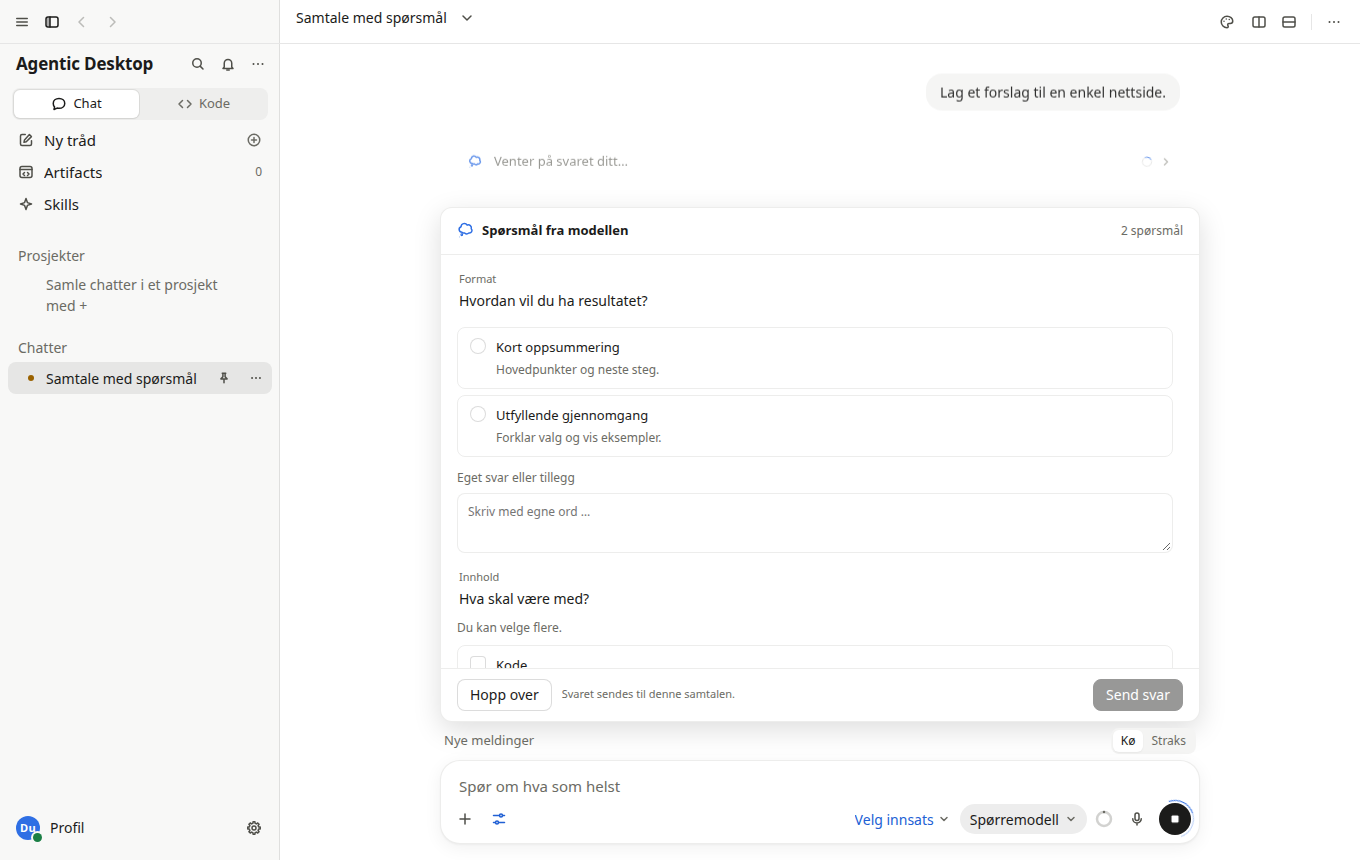 Samtale med spørsmål
Agentic Desktop
Chat
Kode
Ny tråd
Artifacts
0
Skills
Prosjekter
Samle chatter i et prosjekt
med +
Chatter
Samtale med spørsmål
Du
Profil
Lag et forslag til en enkel nettside.
Venter på svaret ditt...
Spørsmål fra modellen
2 spørsmål
Format
Hvordan vil du ha resultatet?
Kort oppsummering
Hovedpunkter og neste steg.
Utfyllende gjennomgang
Forklar valg og vis eksempler.
Eget svar eller tillegg
Skriv med egne ord ...
Innhold
Hva skal være med?
Du kan velge flere.
Kode
Hopp over
Svaret sendes til denne samtalen.
Send svar
Nye meldinger
Kø
Straks
Spør om hva som helst
Velg innsats
Spørremodell